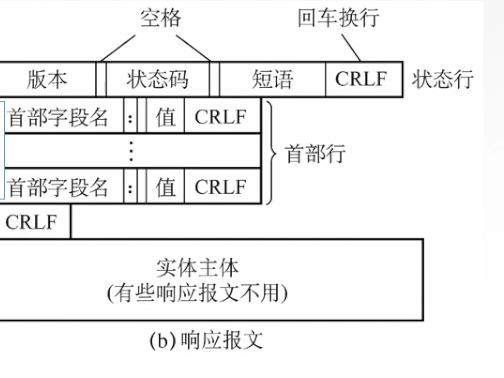 空格 回车换行
版本 状态码 短语 CRLF 状态行
首部字段名 : 值 CRLF
⋮ 首部行
首部字段名 : 值 CRLF
CRLF
实体主体
(有些响应报文不用)
(b)响应报文